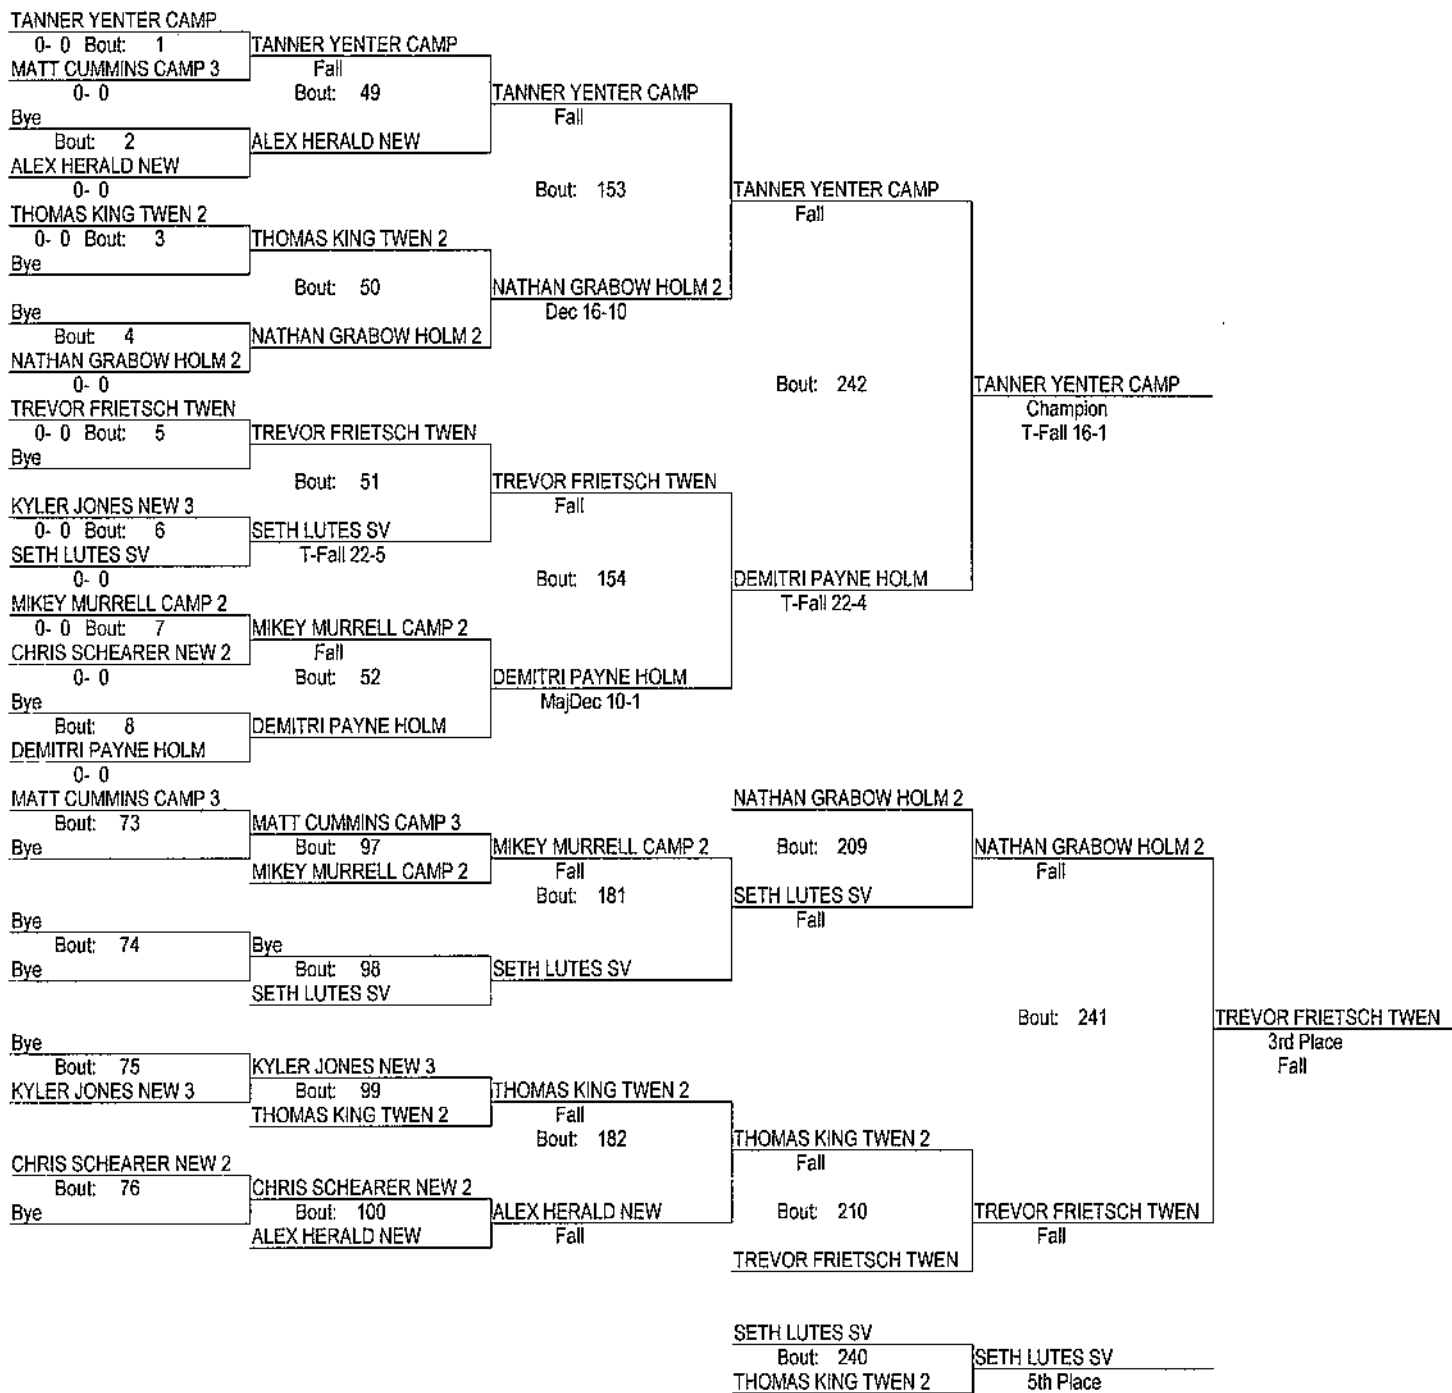 TANNER YENTER CAMP
0- 0 Bout: 1
MATT CUMMINS CAMP 3
0- 0
Bye
Bout: 2
ALEX HERALD NEW
0- 0
THOMAS KING TWEN 2
0- 0 Bout: 3
Bye
Bye
Bout: 4
NATHAN GRABOW HOLM 2
0- 0
TREVOR FRIETSCH TWEN
0- 0 Bout: 5
Bye
KYLER JONES NEW 3
0- 0 Bout: 6
SETH LUTES SV
0- 0
MIKEY MURRELL CAMP 2
0- 0 Bout: 7
CHRIS SCHEARER NEW 2
0- 0
Bye
Bout: 8
DEMITRI PAYNE HOLM
0- 0
TANNER YENTER CAMP
Fall
Bout: 49
ALEX HERALD NEW
THOMAS KING TWEN 2
Bout: 50
NATHAN GRABOW HOLM 2
TREVOR FRIETSCH TWEN
Bout: 51
SETH LUTES SV
T-Fall 22-5
MIKEY MURRELL CAMP 2
Fall
Bout: 52
DEMITRI PAYNE HOLM
TANNER YENTER CAMP
Fall
Bout: 153
NATHAN GRABOW HOLM 2
Dec 16-10
TREVOR FRIETSCH TWEN
Fall
Bout: 154
DEMITRI PAYNE HOLM
MajDec 10-1
TANNER YENTER CAMP
Fall
Bout: 242
DEMITRI PAYNE HOLM
T-Fall 22-4
TANNER YENTER CAMP
Champion
T-Fall 16-1
MATT CUMMINS CAMP 3
Bout: 73
Bye
Bye
Bout: 74
Bye
Bye
Bout: 75
KYLER JONES NEW 3
CHRIS SCHEARER NEW 2
Bout: 76
Bye
MATT CUMMINS CAMP 3
Bout: 97
MIKEY MURRELL CAMP 2
Bye
Bout: 98
SETH LUTES SV
KYLER JONES NEW 3
Bout: 99
THOMAS KING TWEN 2
CHRIS SCHEARER NEW 2
Bout: 100
ALEX HERALD NEW
MIKEY MURRELL CAMP 2
Fall
Bout: 181
SETH LUTES SV
THOMAS KING TWEN 2
Fall
Bout: 182
ALEX HERALD NEW
Fall
NATHAN GRABOW HOLM 2
Bout: 209
SETH LUTES SV
Fall
THOMAS KING TWEN 2
Fall
Bout: 210
TREVOR FRIETSCH TWEN
NATHAN GRABOW HOLM 2
Fall
Bout: 241
TREVOR FRIETSCH TWEN
Fall
TREVOR FRIETSCH TWEN
3rd Place
Fall
SETH LUTES SV
Bout: 240
THOMAS KING TWEN 2
SETH LUTES SV
5th Place